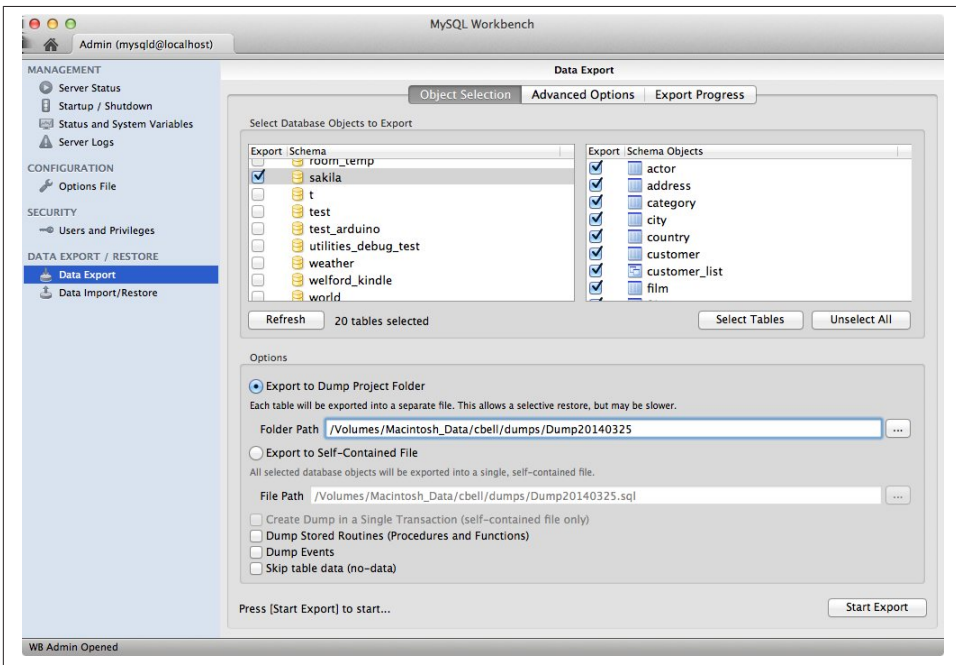 MySQL Workbench
Admin (mysqld@localhost)
MANAGEMENT
Server Status
Startup / Shutdown
Status and System Variables
Server Logs
CONFIGURATION
Options File
SECURITY
Users and Privileges
DATA EXPORT / RESTORE
Data Export
Data Import/Restore
Data Export
Object Selection
Advanced Options
Export Progress
Select Database Objects to Export
Export Schema
room_temp
sakila
t
test
test_arduino
utilities_debug_test
weather
welford_kindle
world
Export Schema Objects
actor
address
category
city
country
customer
customer_list
film
Refresh
20 tables selected
Select Tables
Unselect All
Options
Export to Dump Project Folder
Each table will be exported into a separate file. This allows a selective restore, but may be slower.
Folder Path /Volumes/Macintosh_Data/cbell/dumps/Dump20140325
...
Export to Self-Contained File
All selected database objects will be exported into a single, self-contained file.
File Path /Volumes/Macintosh_Data/cbell/dumps/Dump20140325.sql
...
Create Dump in a Single Transaction (self-contained file only)
Dump Stored Routines (Procedures and Functions)
Dump Events
Skip table data (no-data)
Press [Start Export] to start...
Start Export
WB Admin Opened